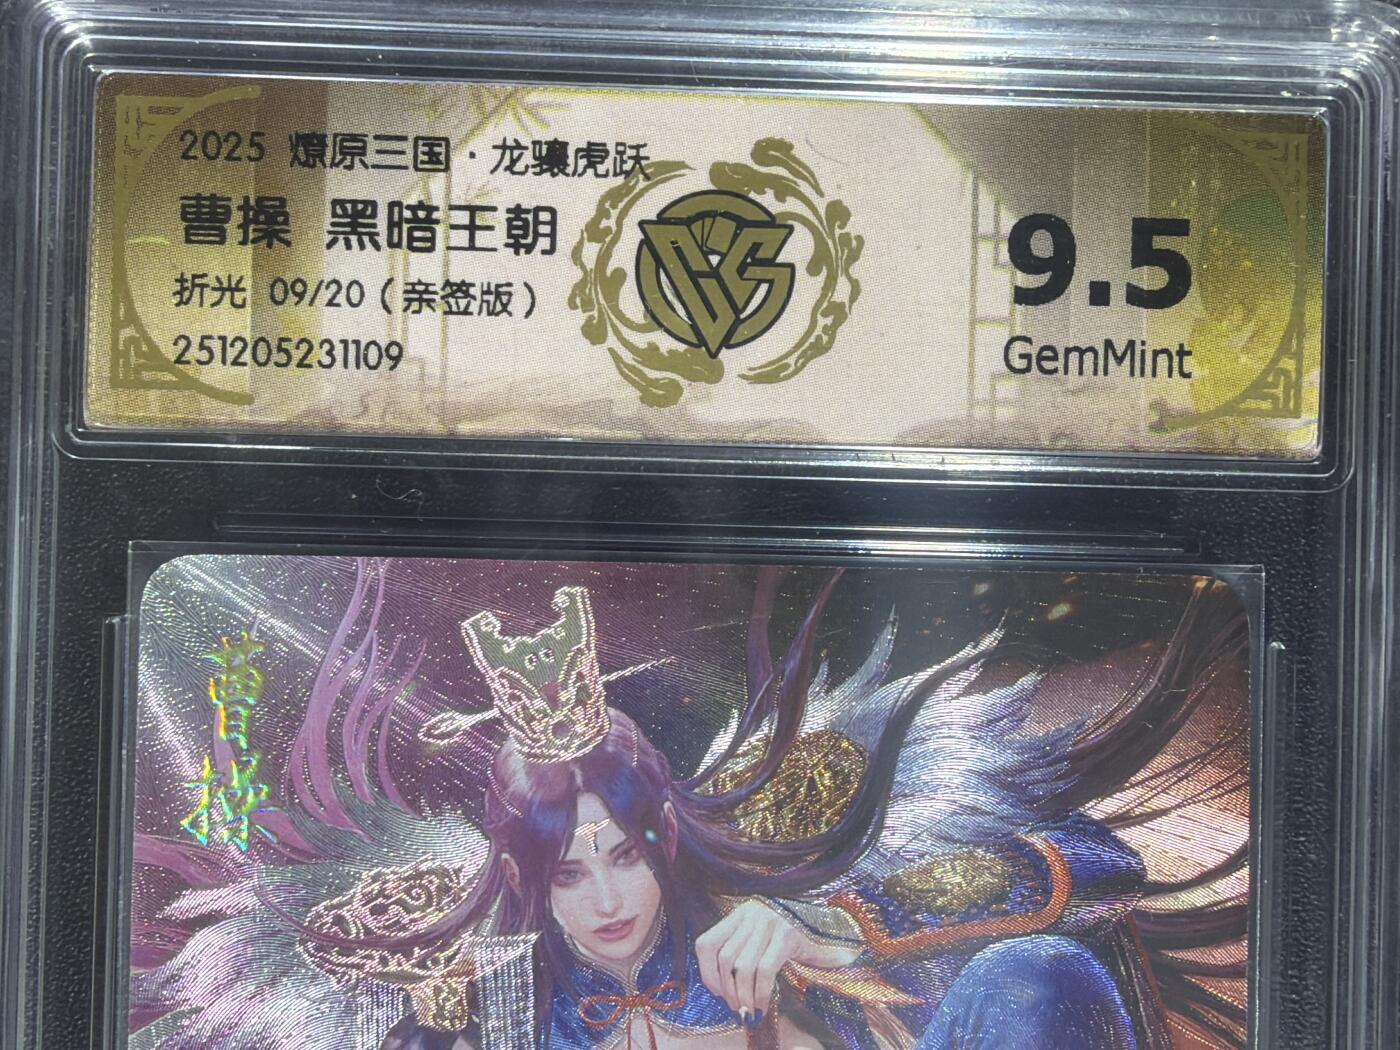 2025 燎原三国·龙骧虎跃
曹操 黑暗王朝
折光 09/20（亲签版）
251205231109
9.5
GemMint
曹操